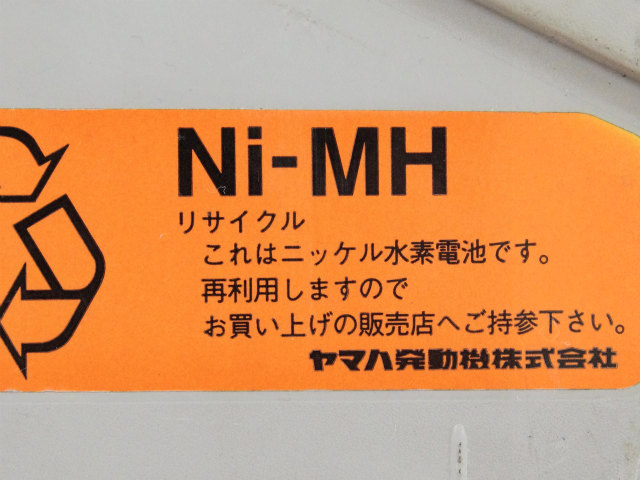 Ni-MH
リサイクル
これはニッケル水素電池です。
再利用しますので
お買い上げの販売店へご持参下さい。
ヤマハ発動機株式会社